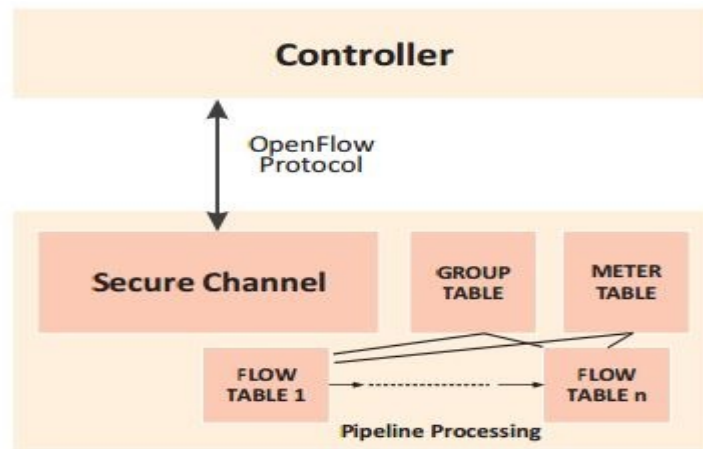 Controller
OpenFlow
Protocol
Secure Channel
GROUP
TABLE
METER
TABLE
FLOW
TABLE 1
FLOW
TABLE n
Pipeline Processing